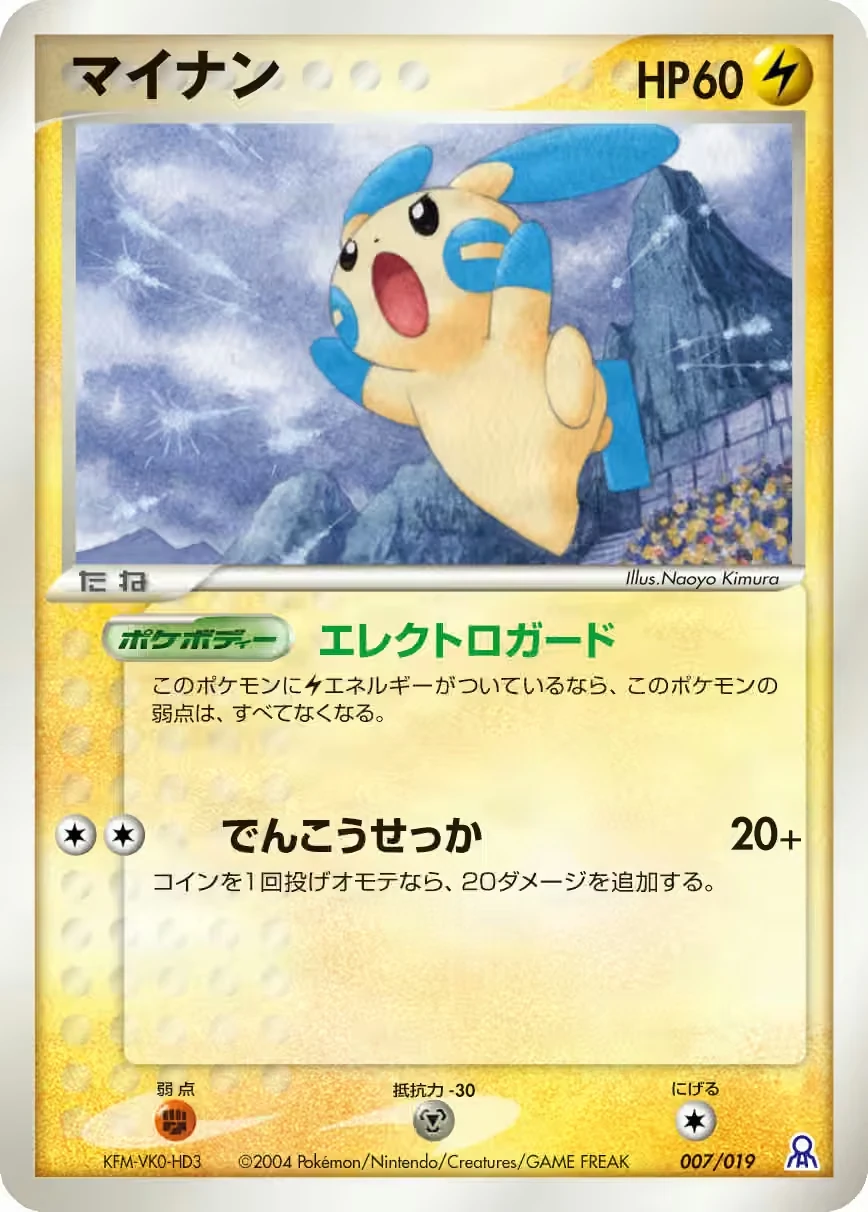 マイナン
HP60
たね
Illus.Naoyo Kimura
ポケボディー エレクトロガード
このポケモンにエネルギーがついているなら、このポケモンの
弱点は、すべてなくなる。
でんこうせっか 20+
コインを1回投げオモテなら、20ダメージを追加する。
弱点 抵抗力 -30 にげる
KFM-VK0-HD3 ©2004 Pokémon/Nintendo/Creatures/GAME FREAK 007/019